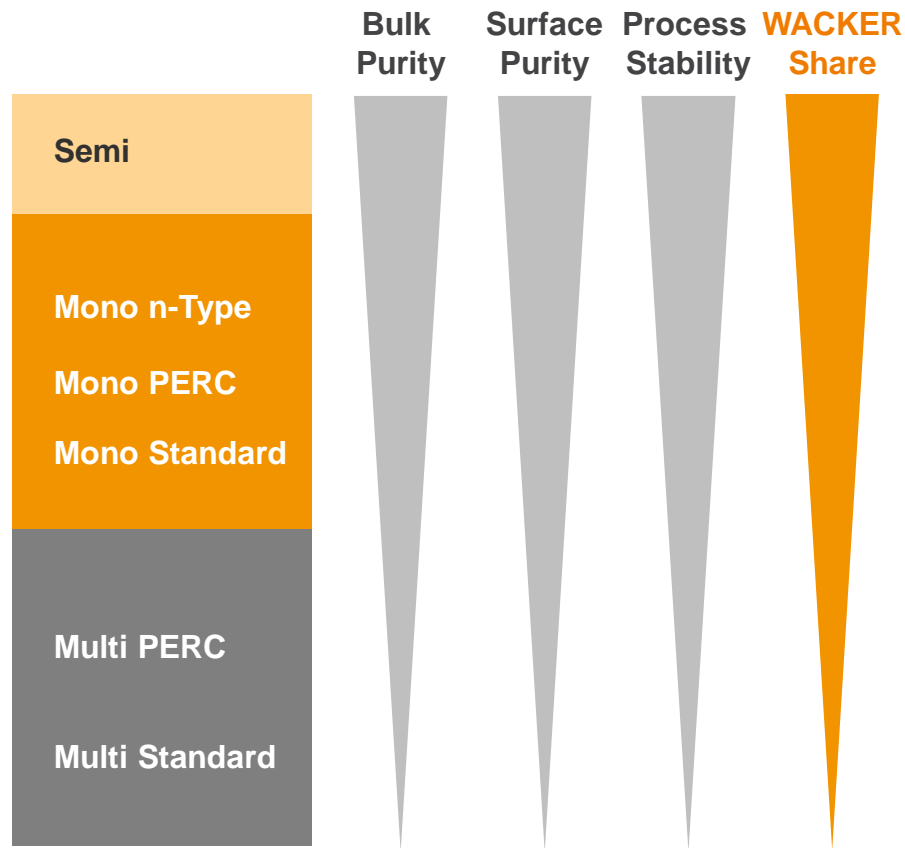 Bulk Purity
Surface Purity
Process Stability
WACKER Share
Semi
Mono n-Type
Mono PERC
Mono Standard
Multi PERC
Multi Standard